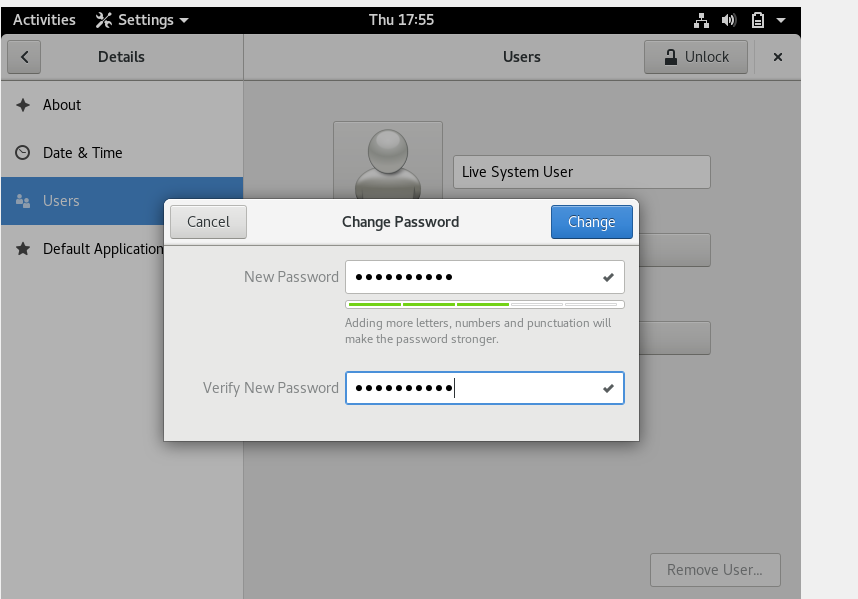 Activities Settings Thu 17:55
Details Users Unlock
About
Date & Time
Live System User
Users
Default Application
Cancel Change Password Change
New Password ●●●●●●●●●●
Adding more letters, numbers and punctuation will
make the password stronger.
Verify New Password ●●●●●●●●●●
Remove User...